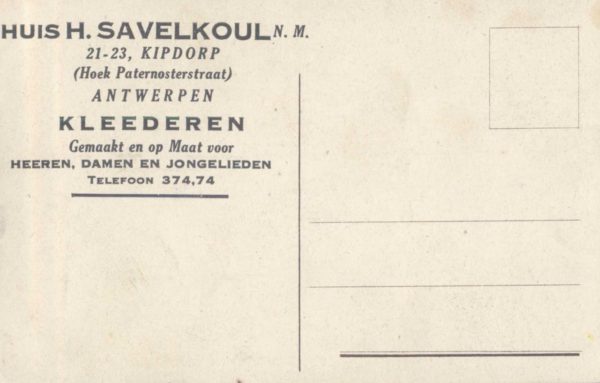 HUIS H. SAVELKOUL N. M.
21-23, KIPDORP
(Hoek Paternosterstraat)
ANTWERPEN
KLEEDEREN
Gemaakt en op Maat voor
HEEREN, DAMEN EN JONGELIEDEN
TELEFOON 374,74